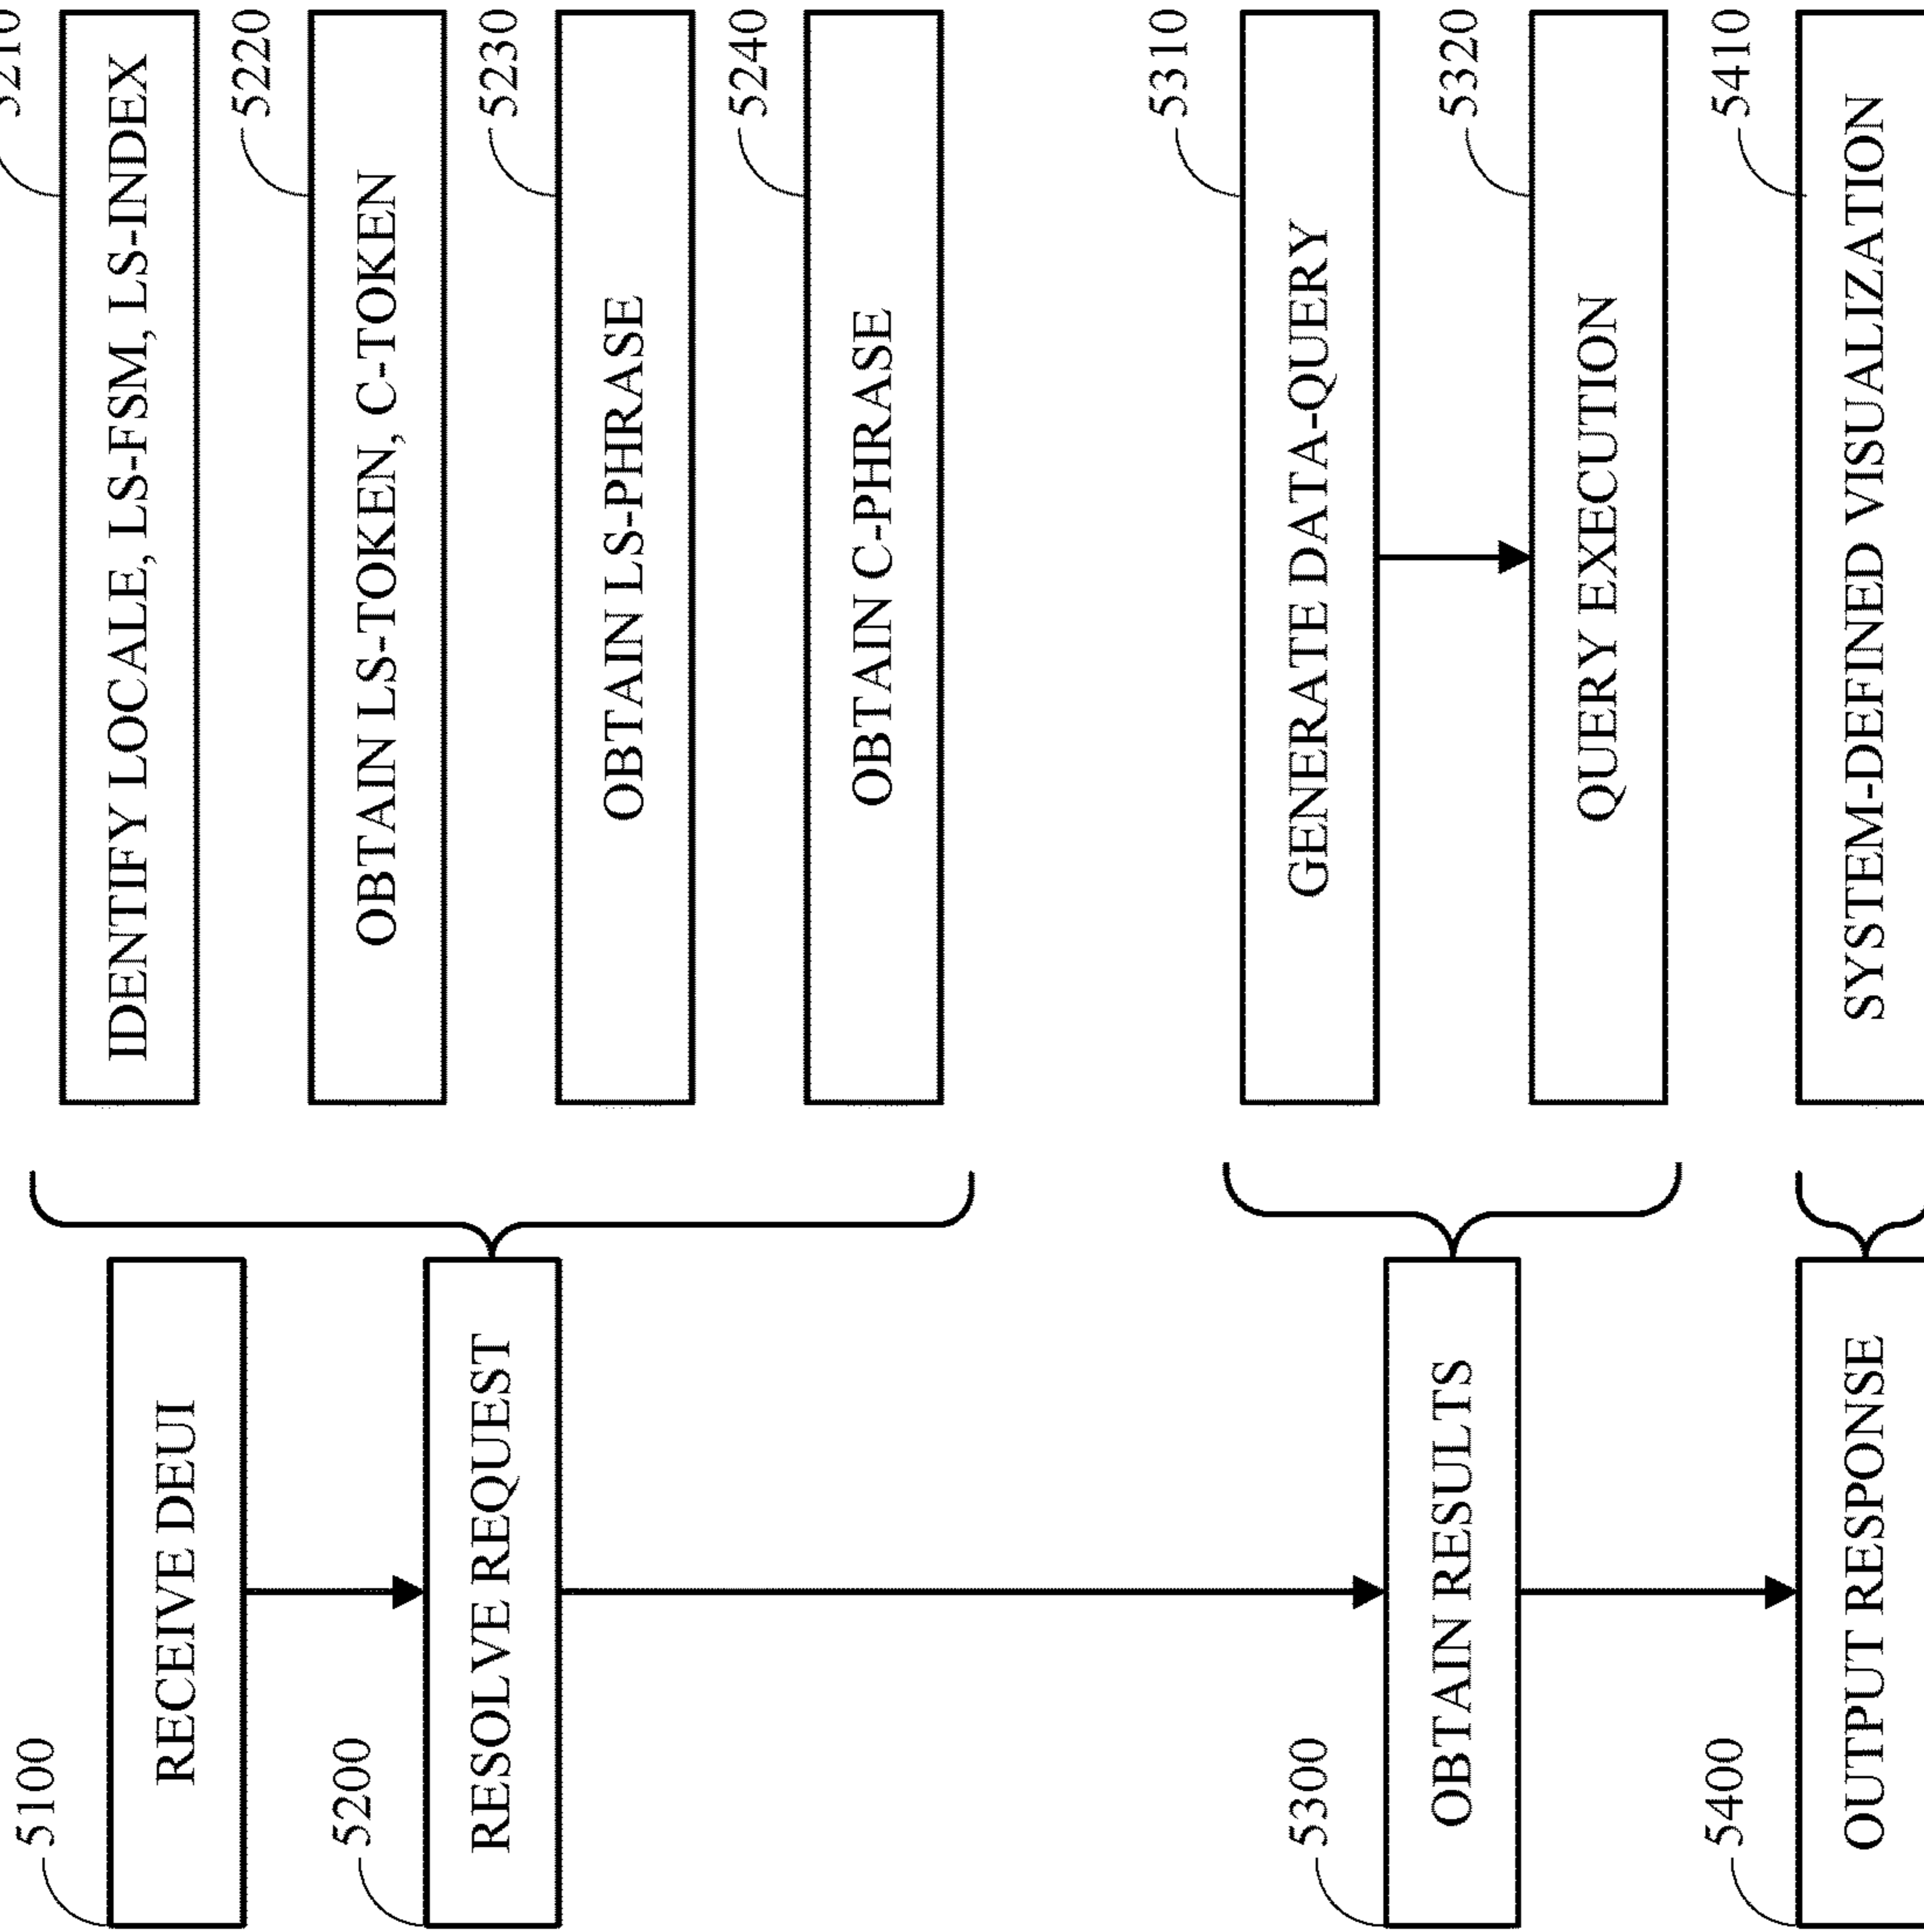 5100
RECEIVE DEUI
5200
RESOLVE REQUEST
5210
IDENTIFY LOCALE, LS-FSM, LS-INDEX
5220
OBTAIN LS-TOKEN, C-TOKEN
5230
OBTAIN LS-PHRASE
5240
OBTAIN C-PHRASE
5300
OBTAIN RESULTS
5310
GENERATE DATA-QUERY
5320
QUERY EXECUTION
5400
OUTPUT RESPONSE
5410
SYSTEM-DEFINED VISUALIZATION